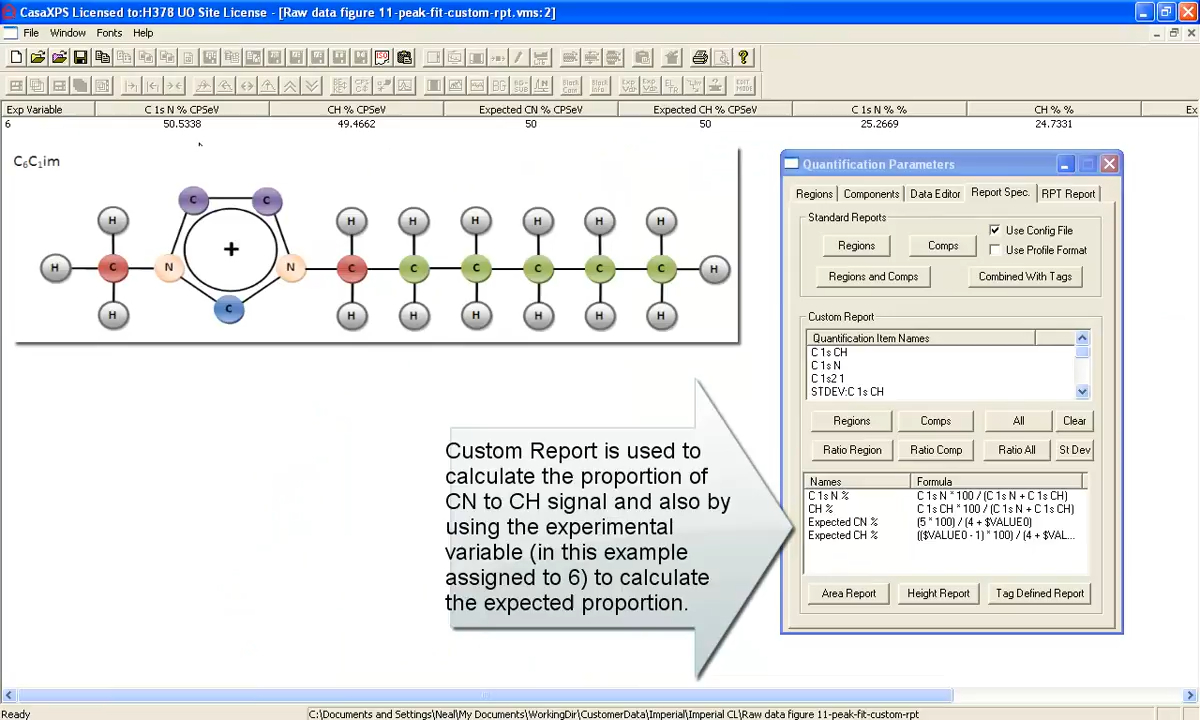 CasaXPS Licensed to:H378 UO Site License - [Raw data figure 11-peak-fit-custom-rpt.vms:2]
File Window Fonts Help
Exp Variable C 1s N % CPSeV CH % CPSeV Expected CN % CPSeV Expected CH % CPSeV C 1s N % % CH % % Ex
6 50.5338 49.4662 50 50 25.2669 24.7331
C₆C₁im
C C
H H H H H H H
+
H C N N C C C C C C H
C
H H H H H H H
Quantification Parameters
Regions Components Data Editor Report Spec. RPT Report
Standard Reports
Use Config File
Regions Comps
Use Profile Format
Regions and Comps Combined With Tags
Custom Report
Quantification Item Names
C 1s CH
C 1s N
C 1s2 1
STDEV:C 1s CH
Regions Comps All Clear
Ratio Region Ratio Comp Ratio All St Dev
Names Formula
C 1s N % C 1s N * 100 / (C 1s N + C 1s CH)
CH % C 1s CH * 100 / (C 1s N + C 1s CH)
Expected CN % (5 * 100) / (4 + $VALUE0)
Expected CH % (($VALUE0 - 1) * 100) / (4 + $VAL...
Area Report Height Report Tag Defined Report
Custom Report is used to
calculate the proportion of
CN to CH signal and also by
using the experimental
variable (in this example
assigned to 6) to calculate
the expected proportion.
Ready C:\Documents and Settings\Neal\My Documents\WorkingDir\CustomerData\Imperial\Imperial CL\Raw data figure 11-peak-fit-custom-rpt